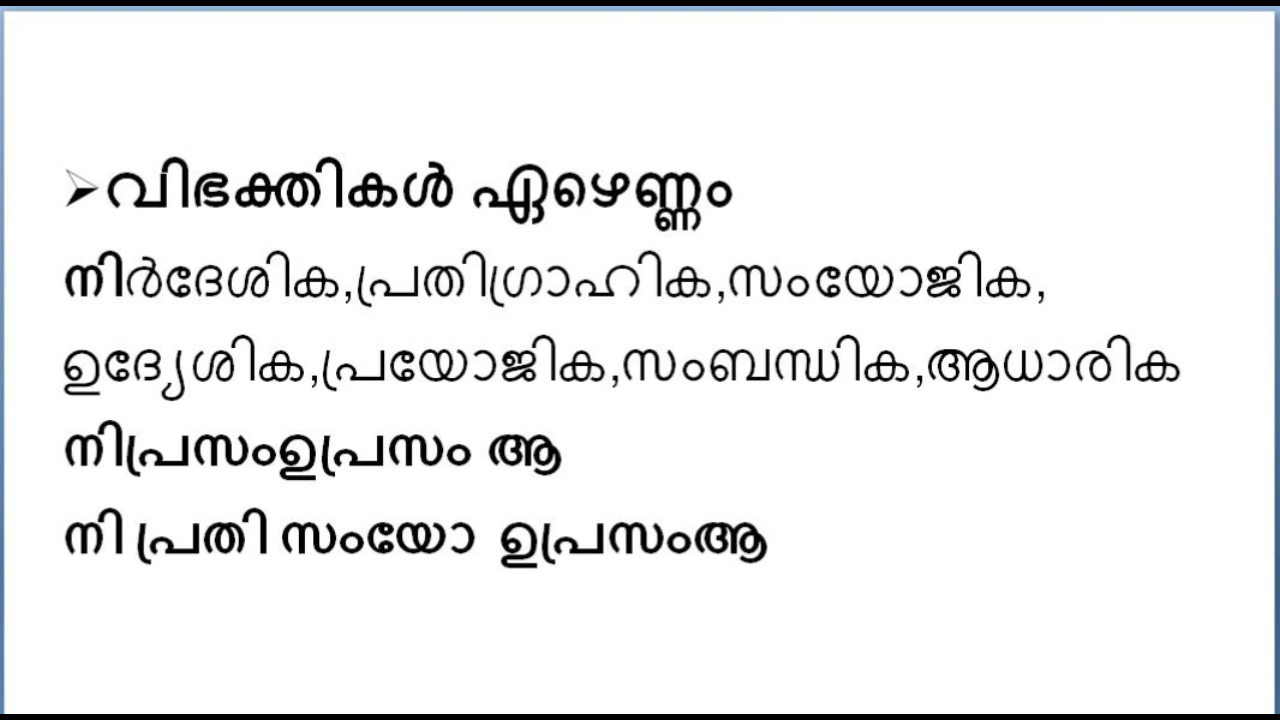 ➢വിഭക്തികൾ ഏഴെണ്ണം
നിർദേശിക,പ്രതിഗ്രാഹിക,സംയോജിക,
ഉദ്യേശിക,പ്രയോജിക,സംബന്ധിക,ആധാരിക
നിപ്രസംഉപ്രസം ആ
നി പ്രതി സംയോ ഉപ്രസംആ